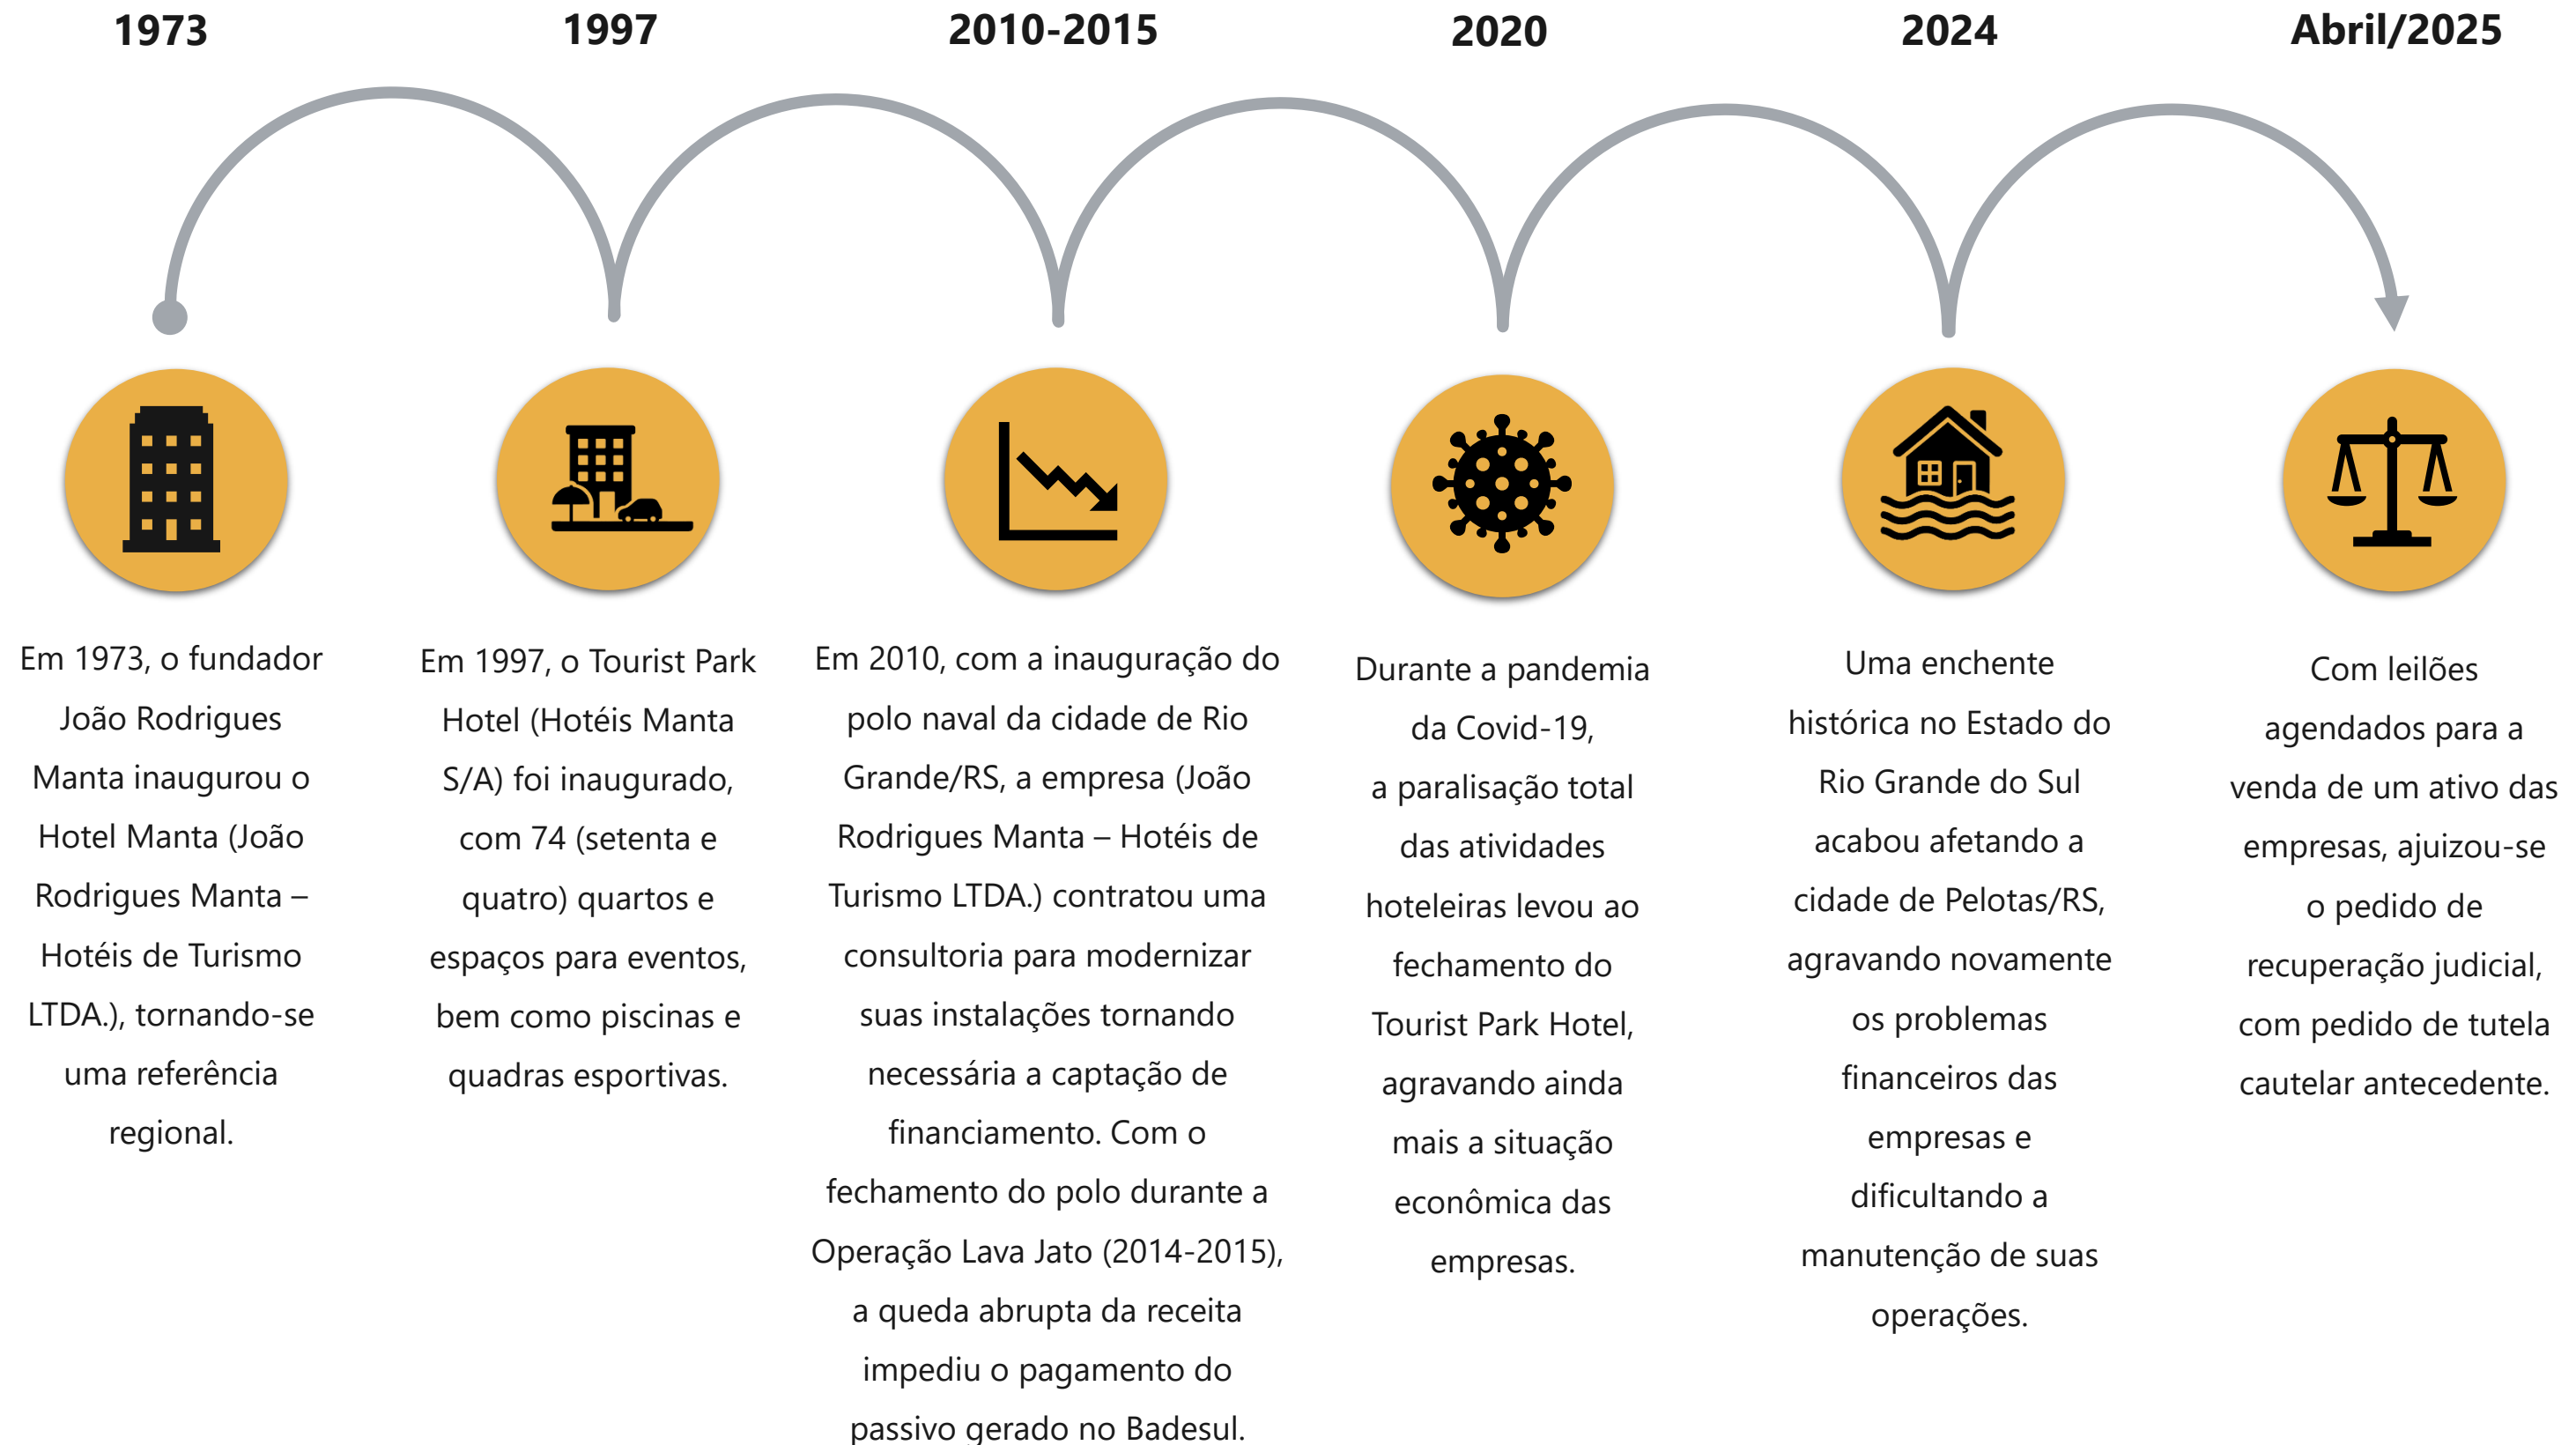 1973
1997
2010-2015
2020
2024
Abril/2025
Em 1973, o fundador
João Rodrigues
Manta inaugurou o
Hotel Manta (João
Rodrigues Manta –
Hotéis de Turismo
LTDA.), tornando-se
uma referência
regional.
Em 1997, o Tourist Park
Hotel (Hotéis Manta
S/A) foi inaugurado,
com 74 (setenta e
quatro) quartos e
espaços para eventos,
bem como piscinas e
quadras esportivas.
Em 2010, com a inauguração do
polo naval da cidade de Rio
Grande/RS, a empresa (João
Rodrigues Manta – Hotéis de
Turismo LTDA.) contratou uma
consultoria para modernizar
suas instalações tornando
necessária a captação de
financiamento. Com o
fechamento do polo durante a
Operação Lava Jato (2014-2015),
a queda abrupta da receita
impediu o pagamento do
passivo gerado no Badesul.
Durante a pandemia
da Covid-19,
a paralisação total
das atividades
hoteleiras levou ao
fechamento do
Tourist Park Hotel,
agravando ainda
mais a situação
econômica das
empresas.
Uma enchente
histórica no Estado do
Rio Grande do Sul
acabou afetando a
cidade de Pelotas/RS,
agravando novamente
os problemas
financeiros das
empresas e
dificultando a
manutenção de suas
operações.
Com leilões
agendados para a
venda de um ativo das
empresas, ajuizou-se
o pedido de
recuperação judicial,
com pedido de tutela
cautelar antecedente.